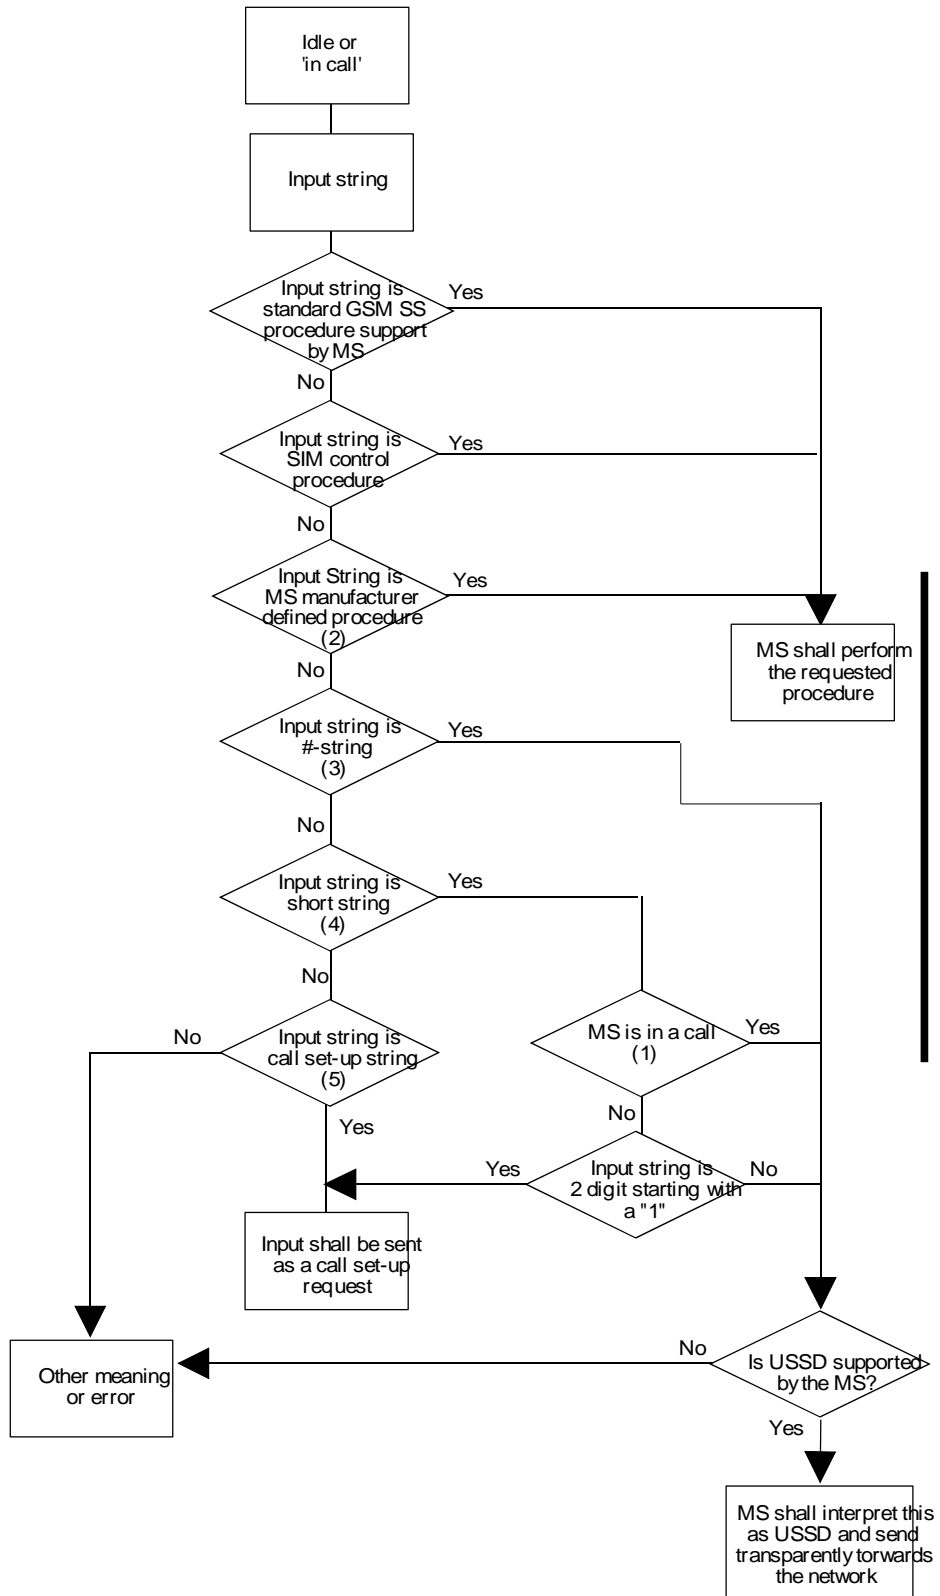 Idle or
'in call'
Input string
Input string is
standard GSM SS
procedure support
by MS
Yes
No
Input string is
SIM control
procedure
Yes
No
Input String is
MS manufacturer
defined procedure
(2)
Yes
MS shall perform
the requested
procedure
No
Input string is
#-string
(3)
Yes
No
Input string is
short string
(4)
Yes
No
Input string is
call set-up string
(5)
No
Yes
MS is in a call
(1)
Yes
No
Input string is
2 digit starting with
a "1"
Yes
No
Input shall be sent
as a call set-up
request
Other meaning
or error
No
Is USSD supported
by the MS?
Yes
MS shall interpret this
as USSD and send
transparently torwards
the network